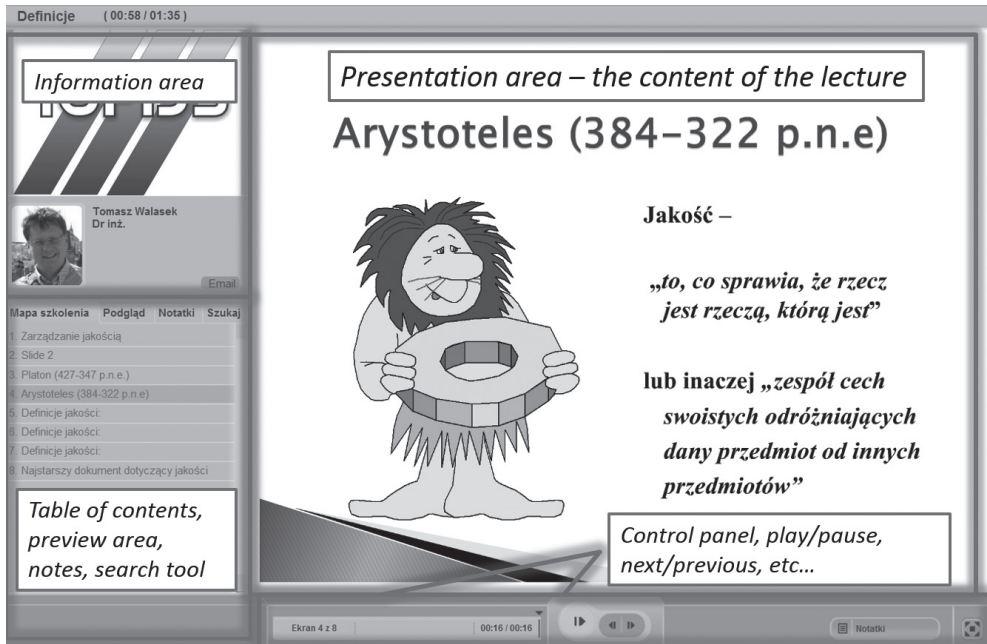 Definicje ( 00:58 / 01:35 )
Information area
Tomasz Walasek
Dr inż.
Email
Mapa szkolenia Podgląd Notatki Szukaj
1. Zarządzanie jakością
2. Slide 2
3. Platon (427-347 p.n.e.)
4. Arystoteles (384-322 p.n.e)
5. Definicje jakości:
6. Definicje jakości:
7. Definicje jakości:
8. Najstarszy dokument dotyczący jakości
Table of contents,
preview area,
notes, search tool
Presentation area – the content of the lecture
Arystoteles (384–322 p.n.e)
Jakość –
„to, co sprawia, że rzecz
jest rzeczą, którą jest”
lub inaczej „zespół cech
swoistych odróżniających
dany przedmiot od innych
przedmiotów”
Control panel, play/pause,
next/previous, etc...
Ekran 4 z 8 00:16 / 00:16 Notatki